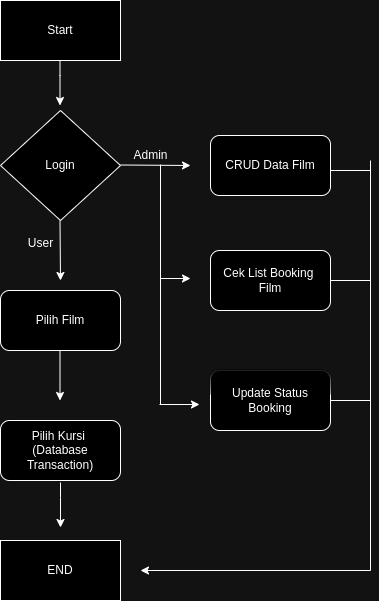 Start
Login
Admin
CRUD Data Film
User
Cek List Booking
Film
Pilih Film
Update Status
Booking
Pilih Kursi
(Database
Transaction)
END